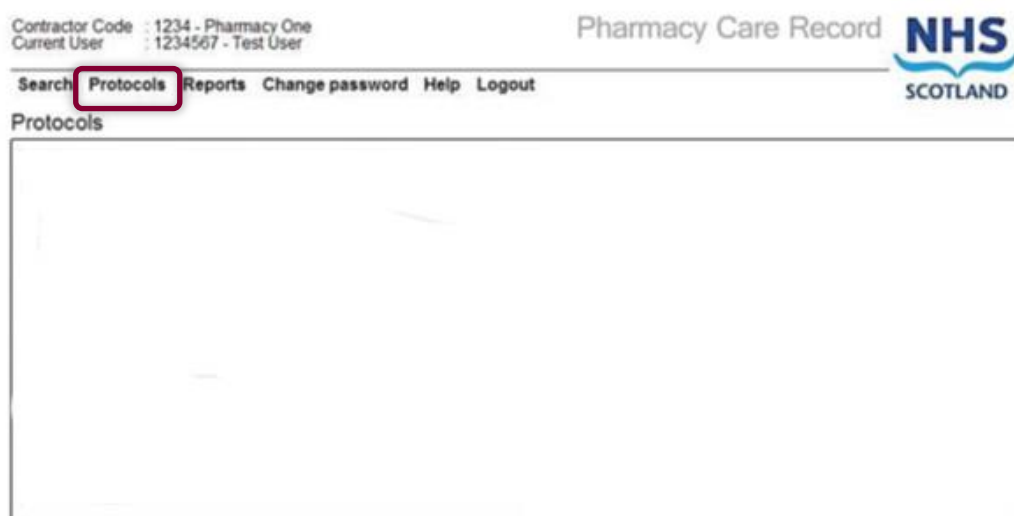 Contractor Code : 1234 - Pharmacy One
Current User : 1234567 - Test User
Pharmacy Care Record
NHS
SCOTLAND
Search Protocols Reports Change password Help Logout
Protocols